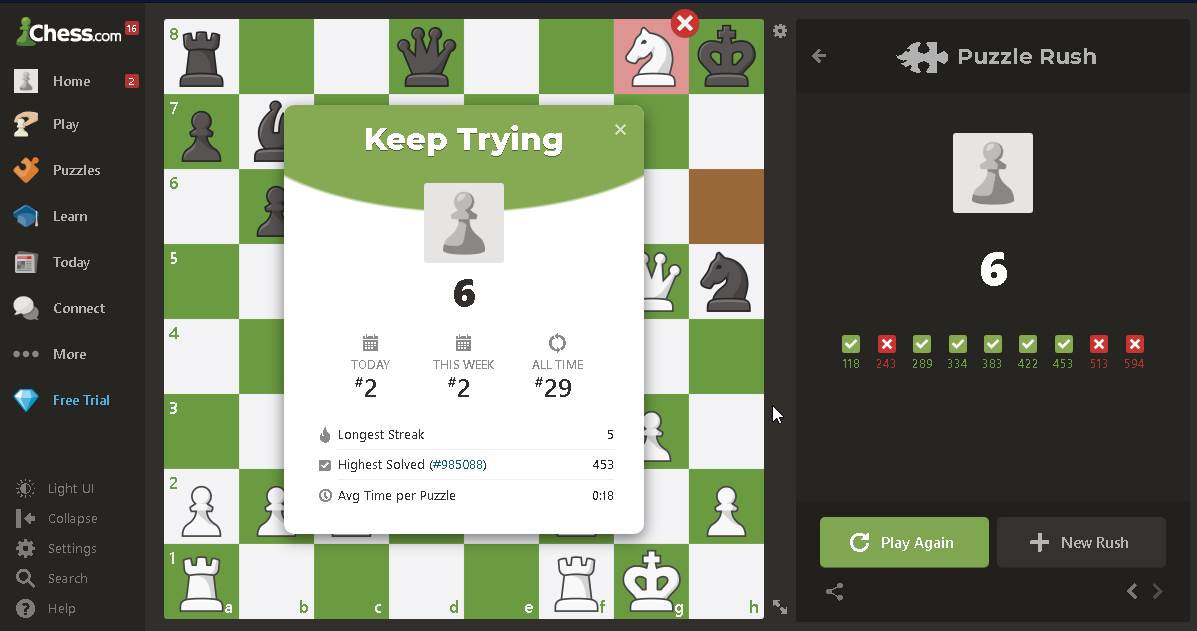 Chess.com
16
Home
2
Play
Puzzles
Learn
Today
Connect
More
Free Trial
Light UI
Collapse
Settings
Search
Help
8
7
6
5
4
3
2
1
a
b
c
d
e
f
g
h
Keep Trying
6
TODAY
#2
THIS WEEK
#2
ALL TIME
#29
Longest Streak 5
Highest Solved (#985088) 453
Avg Time per Puzzle 0:18
Puzzle Rush
6
118 243 289 334 383 422 453 513 594
Play Again
New Rush